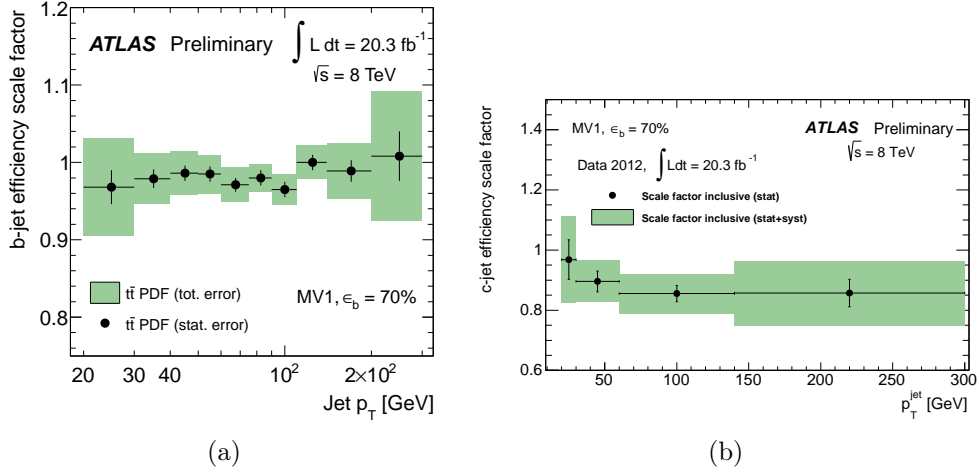 b-jet efficiency scale factor
1.2
1.1
1
0.9
0.8
ATLAS Preliminary ∫ L dt = 20.3 fb⁻¹
√s = 8 TeV
tt̄ PDF (tot. error)
tt̄ PDF (stat. error)
MV1, ϵ_b = 70%
20 30 40 10² 2×10²
Jet p_T [GeV]
(a)
c-jet efficiency scale factor
1.4
1.2
1
0.8
0.6
MV1, ϵ_b = 70%
ATLAS Preliminary
√s = 8 TeV
Data 2012, ∫ Ldt = 20.3 fb⁻¹
Scale factor inclusive (stat)
Scale factor inclusive (stat+syst)
50 100 150 200 250 300
p_T^jet [GeV]
(b)